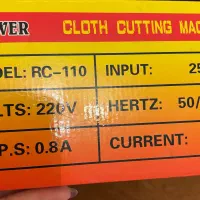 WER CLOTH CUTTING MAC
DEL: RC-110 INPUT: 25
LTS: 220V HERTZ: 50/
P.S: 0.8A CURRENT: